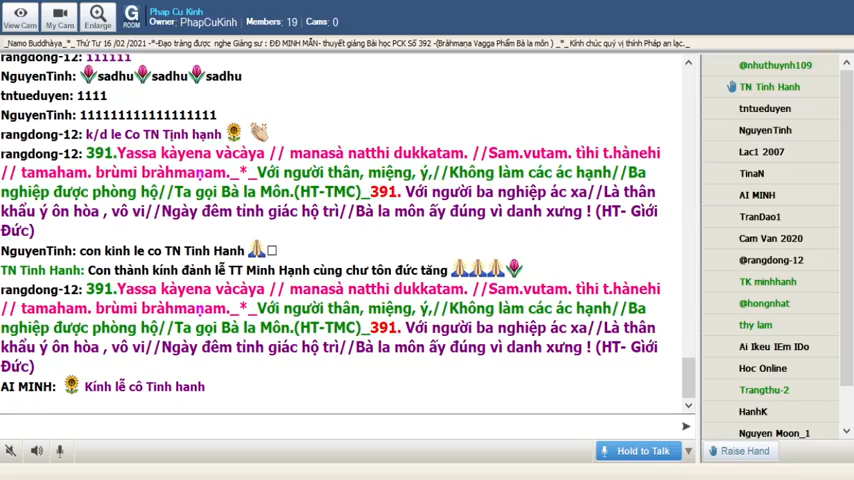 Phap Cu Kinh
Owner: PhapCuKinh Members: 19 Cams: 0
View Cam
My Cam
Enlarge
G
ROOM
_Namo Buddhàya_*_ Thứ Tư 16 /02 /2021 -*-Đạo tràng được nghe Giảng sư : ĐĐ MINH MẪN- thuyết giảng Bài học PCK Số 392 -(Bràhmaṇa Vagga Phẩm Bà la môn ) _*_ Kính chúc quý vị thính Pháp an lạc._
rangdong-12: 111111
NguyenTinh: sadhu sadhu sadhu
tntueduyen: 1111
NguyenTinh: 11111111111111111
rangdong-12: k/d le Co TN Tịnh hạnh
rangdong-12: 391.Yassa kàyena vàcàya // manasà natthi dukkatam. //Sam.vutam. tìhi t.hànehi
// tamaham. brùmi bràhmaṇam._*_Với người thân, miệng, ý,//Không làm các ác hạnh//Ba
nghiệp được phòng hộ//Ta gọi Bà la Môn.(HT-TMC)_391. Với người ba nghiệp ác xa//Là thân
khẩu ý ôn hòa , vô vi//Ngày đêm tỉnh giác hộ trì//Bà la môn ấy đúng vì danh xưng ! (HT- Giới
Đức)
NguyenTinh: con kinh le co TN Tinh Hanh
TN Tinh Hanh: Con thành kính đảnh lễ TT Minh Hạnh cùng chư tôn đức tăng
rangdong-12: 391.Yassa kàyena vàcàya // manasà natthi dukkatam. //Sam.vutam. tìhi t.hànehi
// tamaham. brùmi bràhmaṇam._*_Với người thân, miệng, ý,//Không làm các ác hạnh//Ba
nghiệp được phòng hộ//Ta gọi Bà la Môn.(HT-TMC)_391. Với người ba nghiệp ác xa//Là thân
khẩu ý ôn hòa , vô vi//Ngày đêm tỉnh giác hộ trì//Bà la môn ấy đúng vì danh xưng ! (HT- Giới
Đức)
AI MINH: Kính lễ cô Tinh hanh
@nhuthuynh109
TN Tinh Hanh
tntueduyen
NguyenTinh
Lac1 2007
TinaN
AI MINH
TranDao1
Cam Van 2020
@rangdong-12
TK minhhanh
@hongnhat
thy lam
Ai Ikeu IEm IDo
Hoc Online
Trangthu-2
HanhK
Nguyen Moon_1
Hold to Talk
Raise Hand